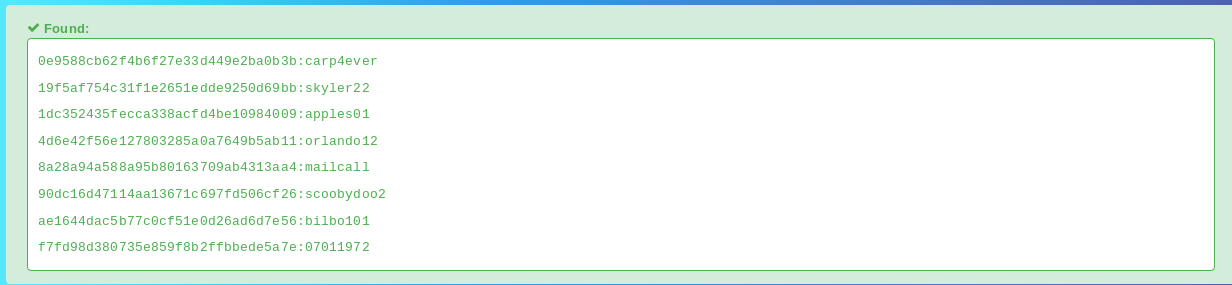 Found:
0e9588cb62f4b6f27e33d449e2ba0b3b:carp4ever
19f5af754c31f1e2651edde9250d69bb:skyler22
1dc352435fecca338acfd4be10984009:apples01
4d6e42f56e127803285a0a7649b5ab11:orlando12
8a28a94a588a95b80163709ab4313aa4:mailcall
90dc16d47114aa13671c697fd506cf26:scoobydoo2
ae1644dac5b77c0cf51e0d26ad6d7e56:bilbo101
f7fd98d380735e859f8b2ffbbede5a7e:07011972